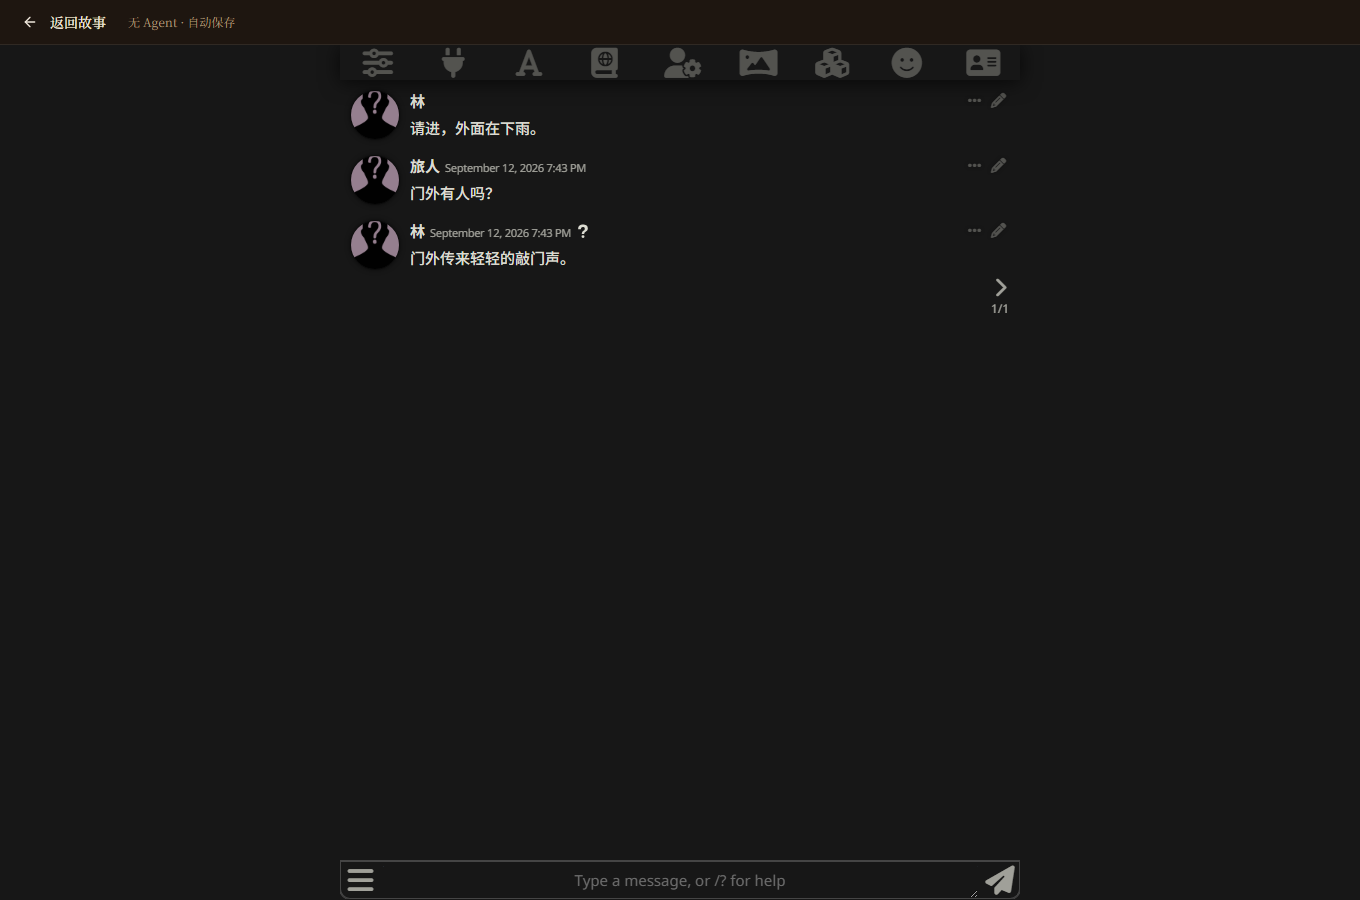 返回故事 无 Agent · 自动保存
林
请进，外面在下雨。
旅人 September 12, 2026 7:43 PM
门外有人吗？
林 September 12, 2026 7:43 PM ?
门外传来轻轻的敲门声。
1/1
Type a message, or /? for help